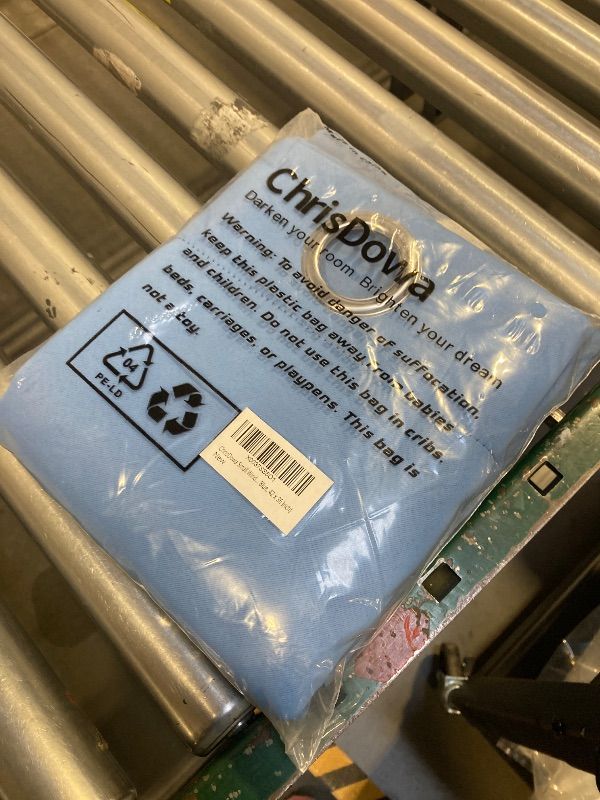 ChrisDowa
Darken your room. Brighten your dream
Warning: To avoid danger of suffocation,
keep this plastic bag away from babies
and children. Do not use this bag in cribs,
beds, carriages, or playpens. This bag is
not a toy.
04
PE-LD
New